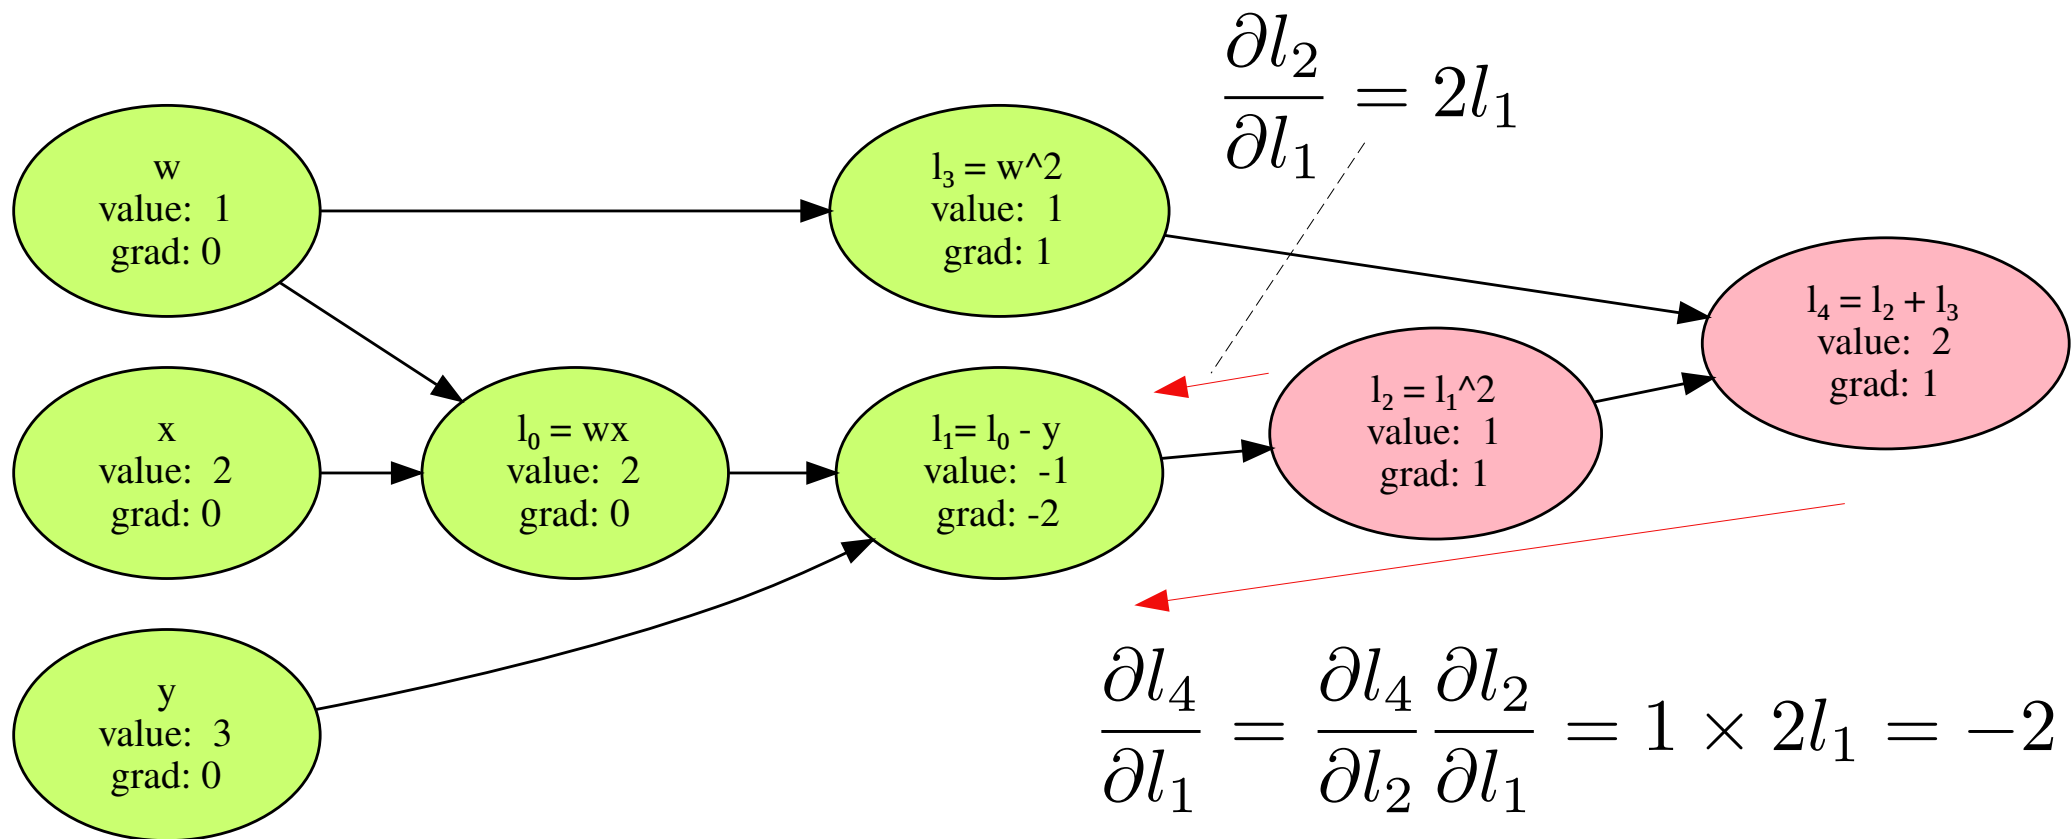 ∂l₂/∂l₁ = 2l₁
w
value: 1
grad: 0
l₃ = w^2
value: 1
grad: 1
l₄ = l₂ + l₃
value: 2
grad: 1
x
value: 2
grad: 0
l₀ = wx
value: 2
grad: 0
l₁= l₀ - y
value: -1
grad: -2
l₂ = l₁^2
value: 1
grad: 1
y
value: 3
grad: 0
∂l₄/∂l₁ = ∂l₄/∂l₂ ∂l₂/∂l₁ = 1 × 2l₁ = −2